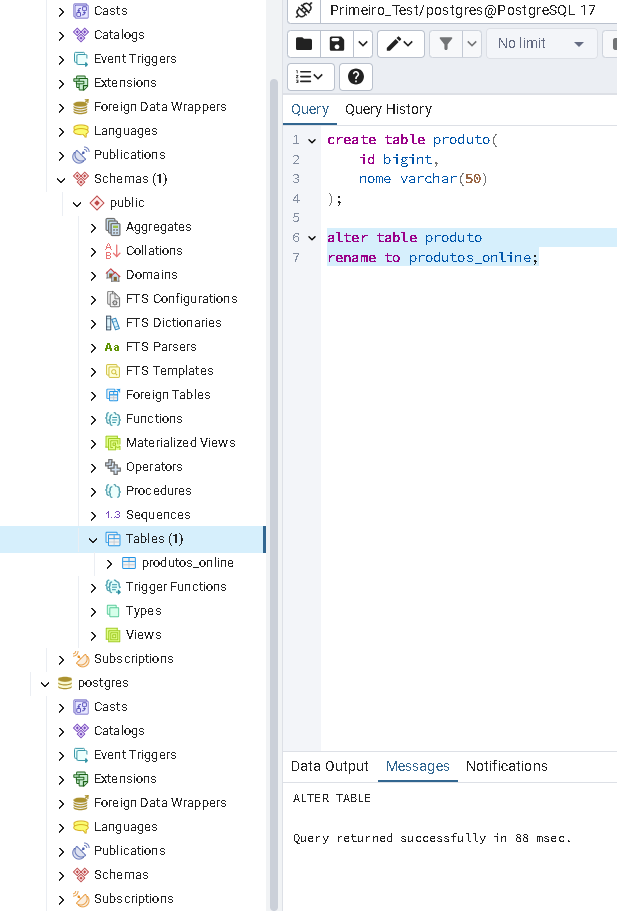 Casts
Catalogs
Event Triggers
Extensions
Foreign Data Wrappers
Languages
Publications
Schemas (1)
public
Aggregates
Collations
Domains
FTS Configurations
FTS Dictionaries
Aa FTS Parsers
FTS Templates
Foreign Tables
Functions
Materialized Views
Operators
Procedures
1.3 Sequences
Tables (1)
produtos_online
Trigger Functions
Types
Views
Subscriptions
postgres
Casts
Catalogs
Event Triggers
Extensions
Foreign Data Wrappers
Languages
Publications
Schemas
Subscriptions
Primeiro_Test/postgres@PostgreSQL 17
No limit
Query Query History
1 create table produto(
2 id bigint,
3 nome varchar(50)
4 );
5
6 alter table produto
7 rename to produtos_online;
Data Output Messages Notifications
ALTER TABLE
Query returned successfully in 88 msec.